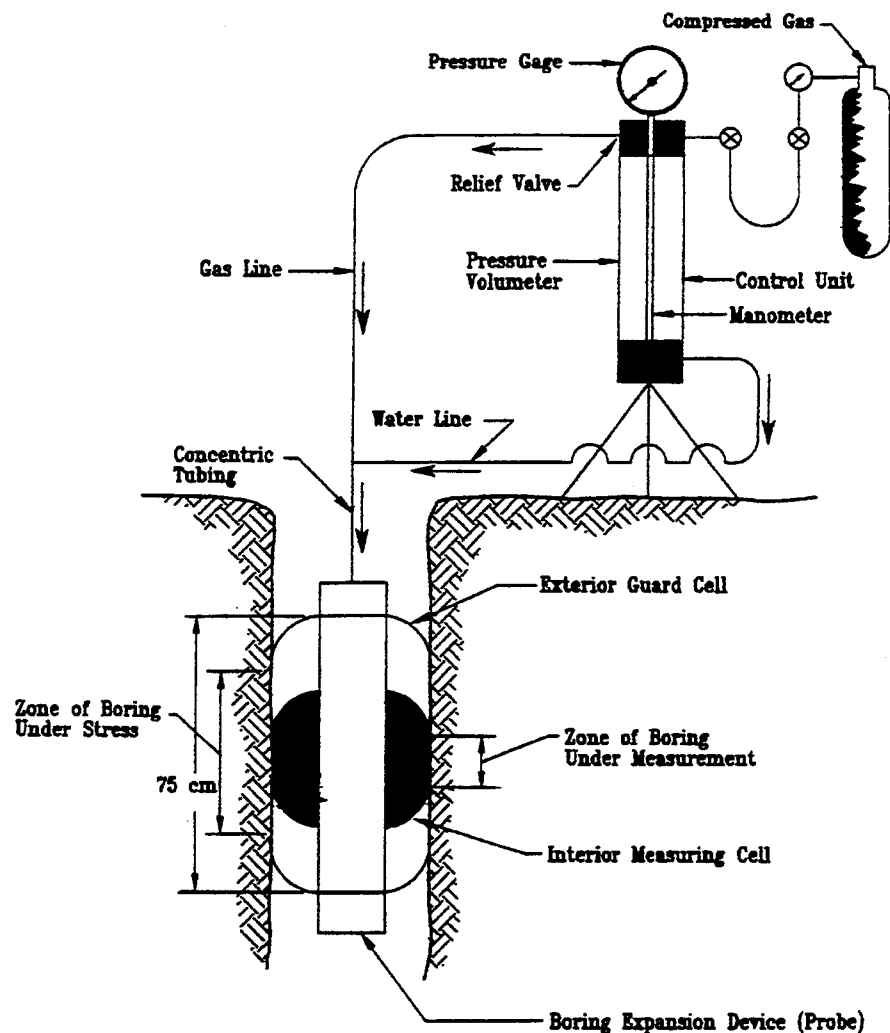 Compressed Gas
Pressure Gage
Relief Valve
Gas Line
Pressure
Volumeter
Control Unit
Manometer
Water Line
Concentric
Tubing
Exterior Guard Cell
Zone of Boring
Under Stress
Zone of Boring
Under Measurement
75 cm
Interior Measuring Cell
Boring Expansion Device (Probe)